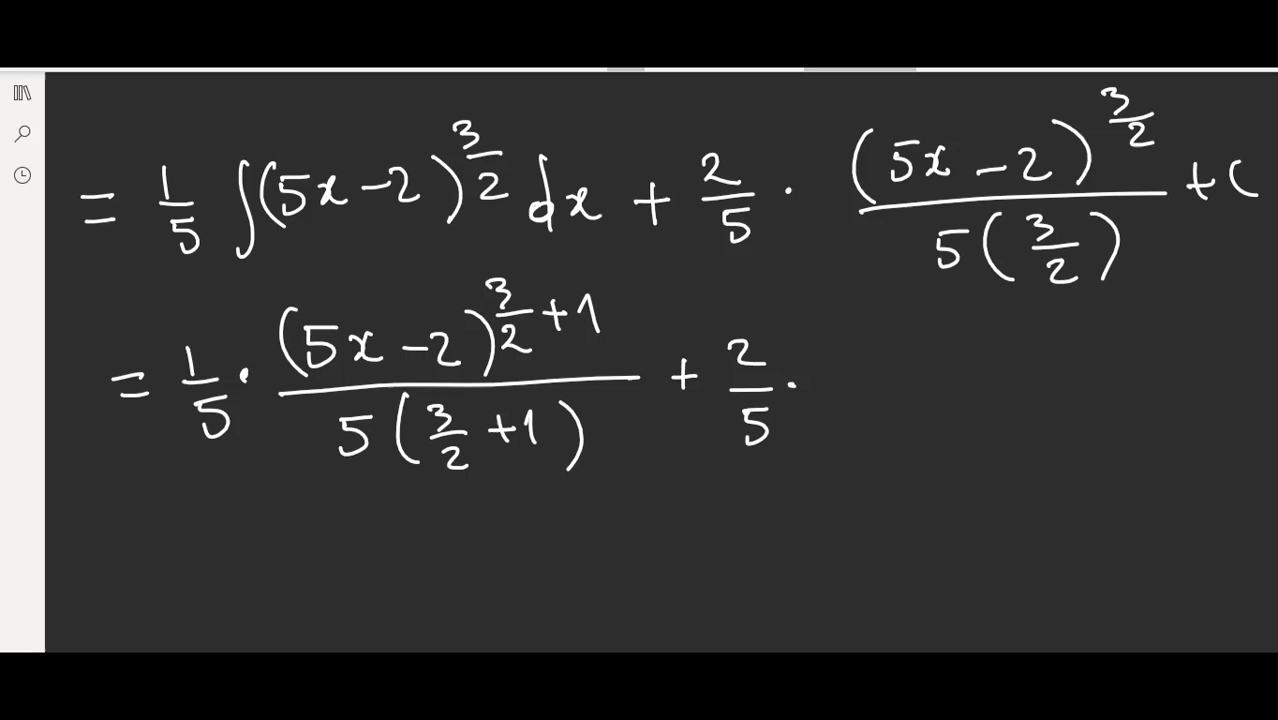 = 1/5 ∫(5x-2)^(3/2) dx + 2/5 · (5x-2)^(3/2) / 5(3/2) + C
= 1/5 · (5x-2)^(3/2+1) / 5(3/2+1) + 2/5 ·